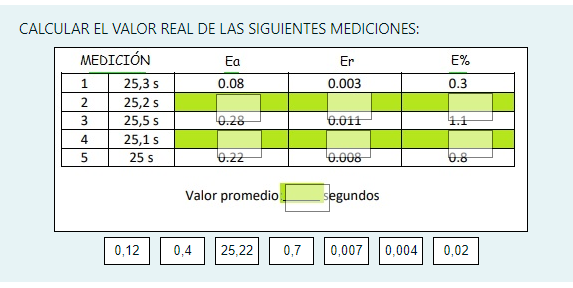 CALCULAR EL VALOR REAL DE LAS SIGUIENTES MEDICIONES:
MEDICIÓN Ea Er E%
1 25,3 s 0.08 0.003 0.3
2 25,2 s
3 25,5 s 0.28 0.011 1.1
4 25,1 s
5 25 s 0.22 0.008 0.8
Valor promedio ______ segundos
0,12 0,4 25,22 0,7 0,007 0,004 0,02